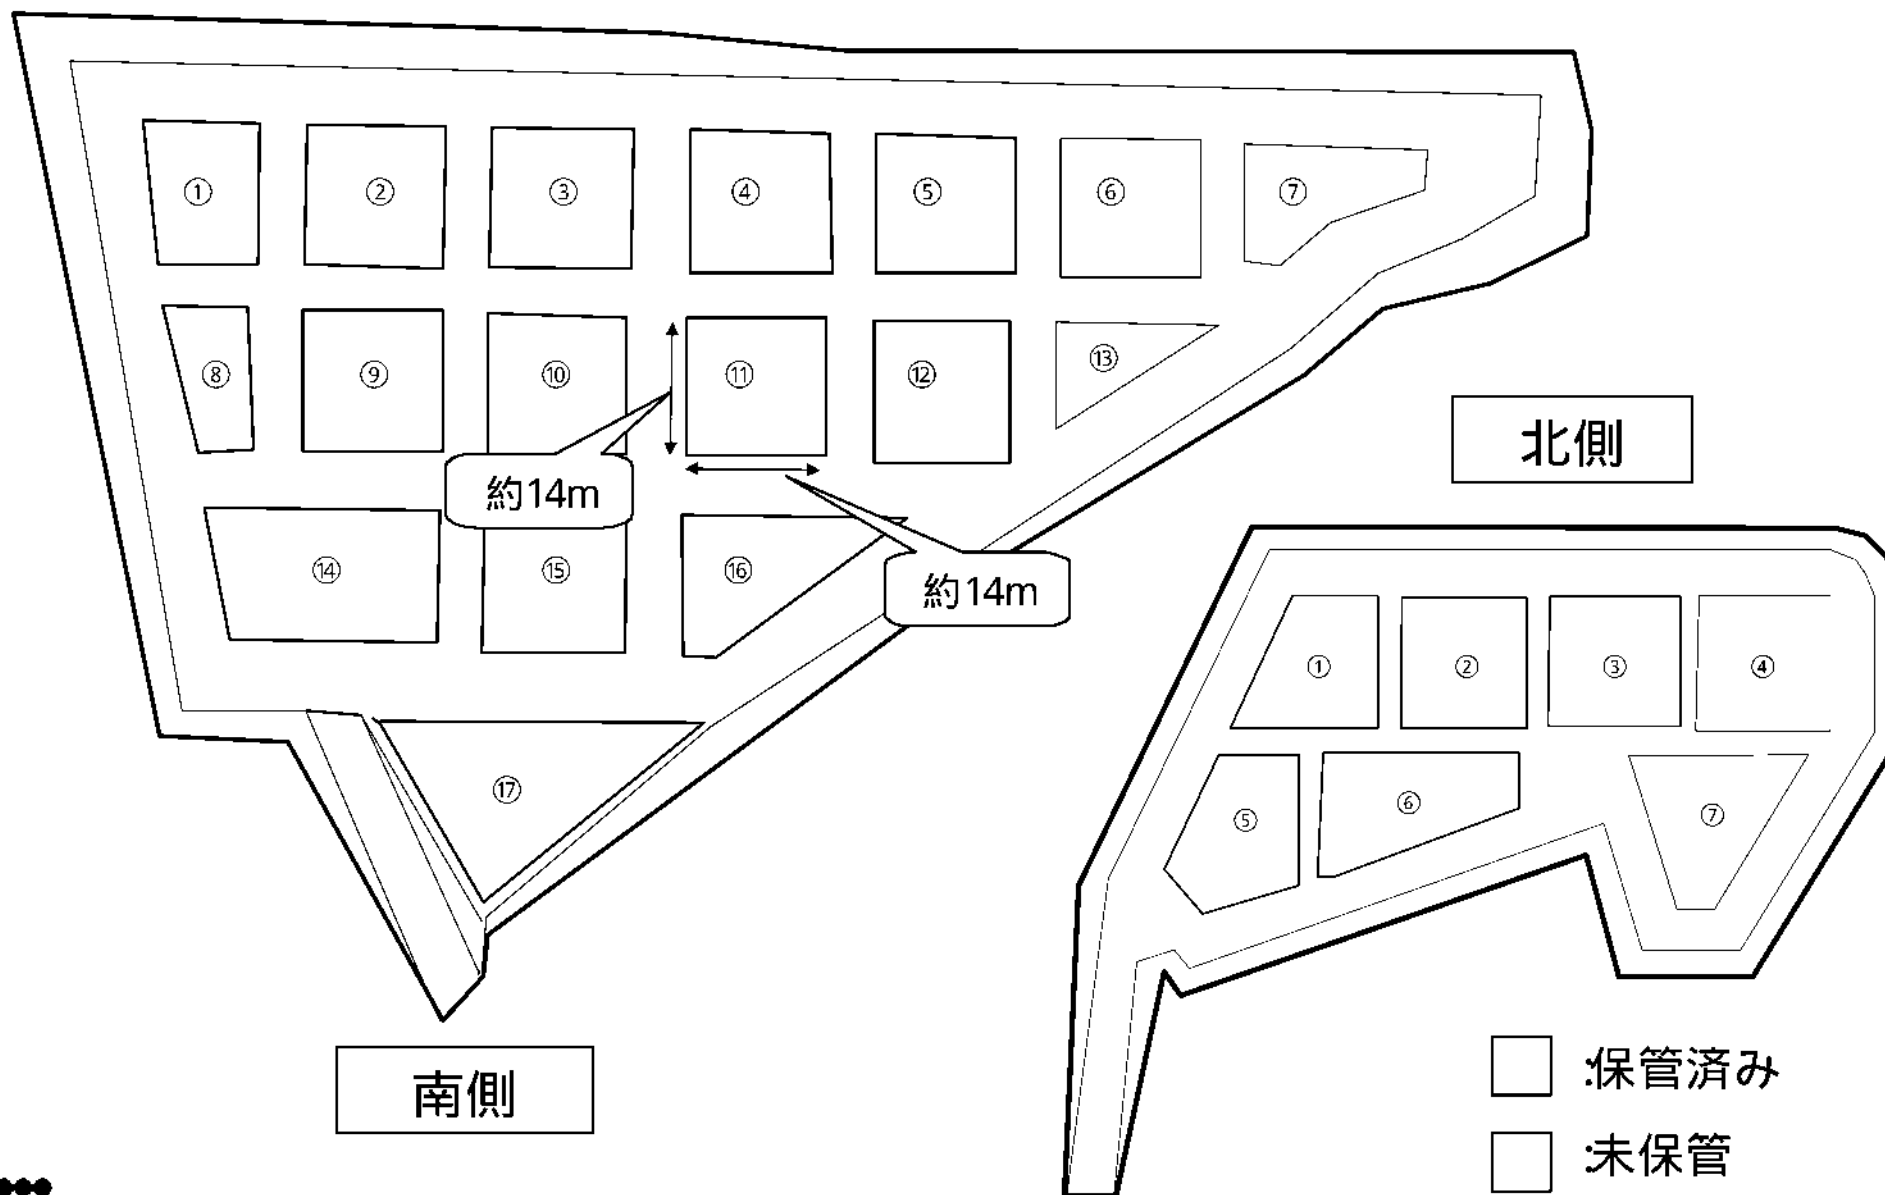 ① ② ③ ④ ⑤ ⑥ ⑦
⑧ ⑨ ⑩ ⑪ ⑫ ⑬
約14m
約14m
⑭ ⑮ ⑯
⑰
南側
北側
① ② ③ ④
⑤ ⑥ ⑦
:保管済み
:未保管